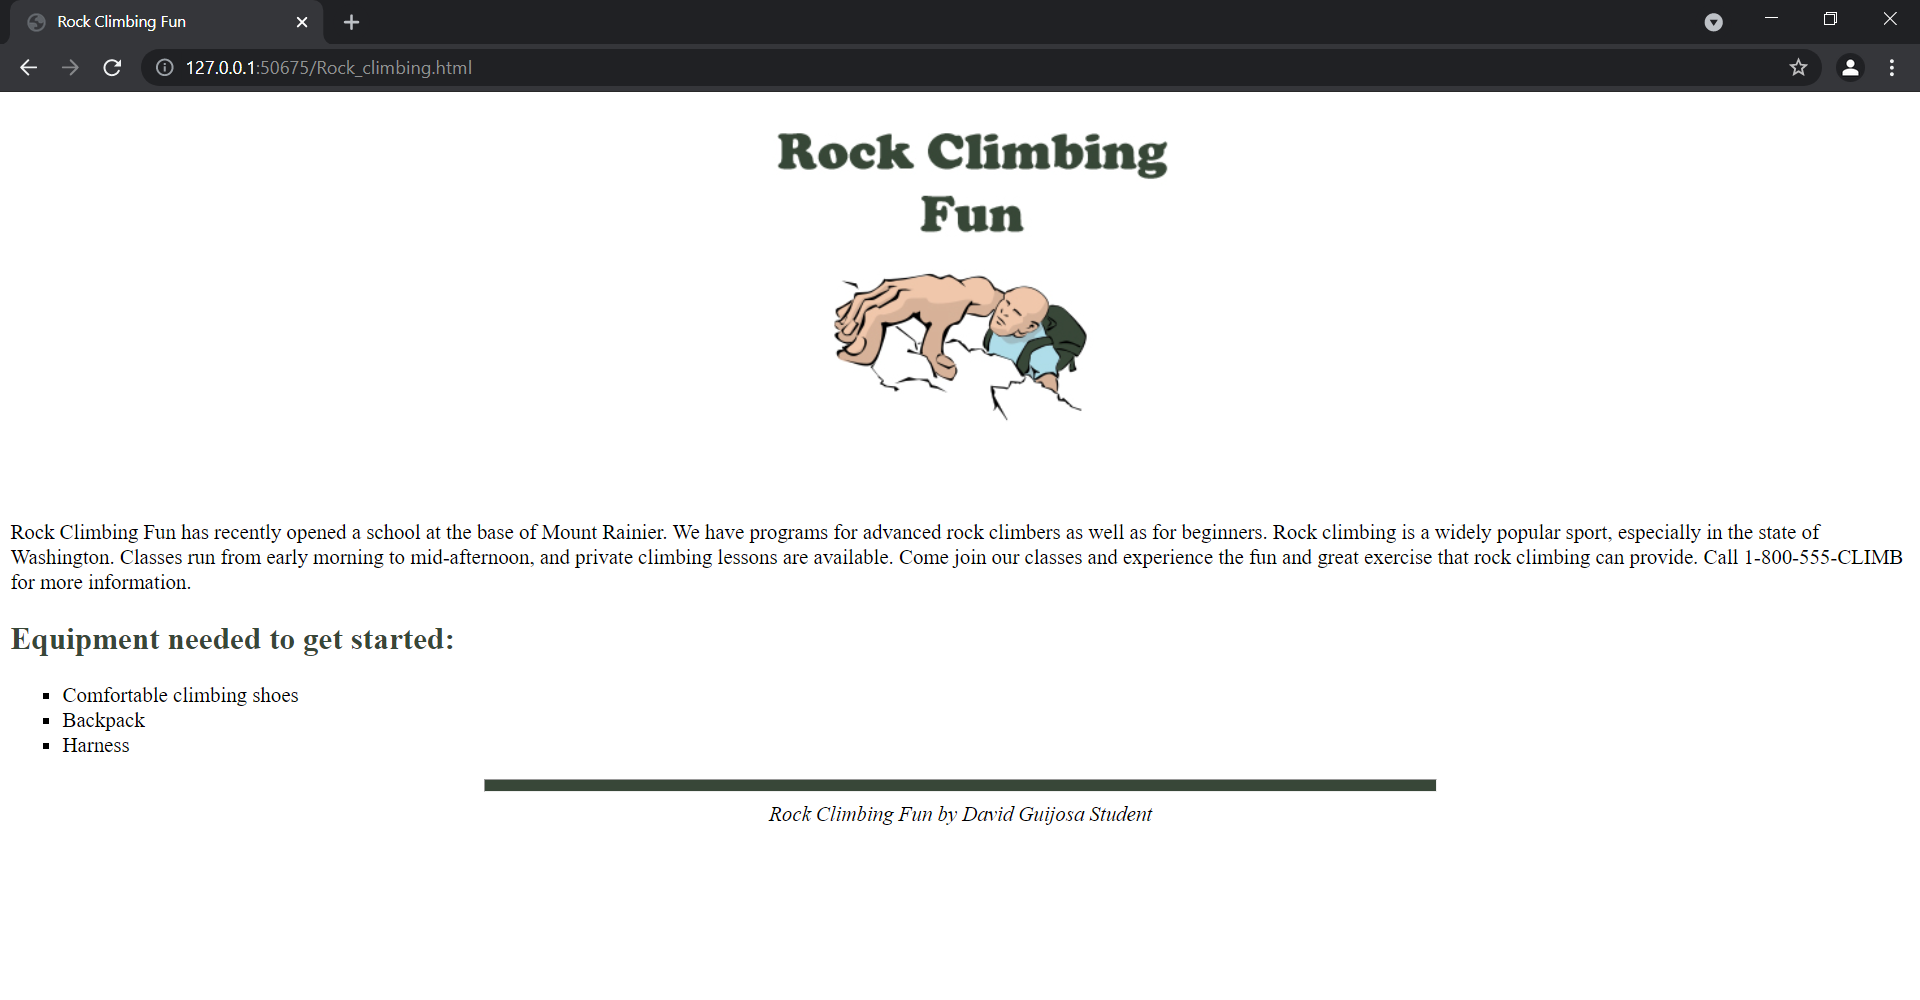 Rock Climbing Fun
127.0.0.1:50675/Rock_climbing.html
Rock Climbing
Fun
Rock Climbing Fun has recently opened a school at the base of Mount Rainier. We have programs for advanced rock climbers as well as for beginners. Rock climbing is a widely popular sport, especially in the state of
Washington. Classes run from early morning to mid-afternoon, and private climbing lessons are available. Come join our classes and experience the fun and great exercise that rock climbing can provide. Call 1-800-555-CLIMB
for more information.
Equipment needed to get started:
Comfortable climbing shoes
Backpack
Harness
Rock Climbing Fun by David Guijosa Student